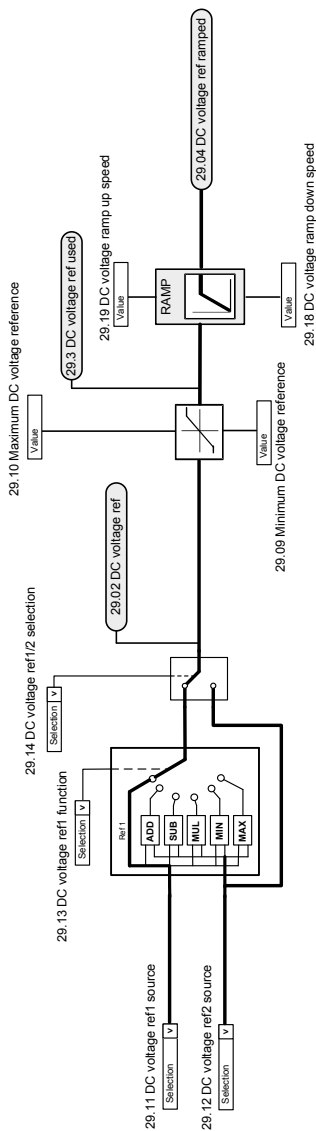 29.11 DC voltage ref1 source
Selection v
29.12 DC voltage ref2 source
Selection v
29.13 DC voltage ref1 function
Selection v
Ref1
ADD
SUB
MUL
MIN
MAX
29.14 DC voltage ref1/2 selection
Selection v
29.02 DC voltage ref
29.10 Maximum DC voltage reference
Value
29.3 DC voltage ref used
29.09 Minimum DC voltage reference
Value
29.19 DC voltage ramp up speed
Value
RAMP
29.18 DC voltage ramp down speed
Value
29.04 DC voltage ref ramped